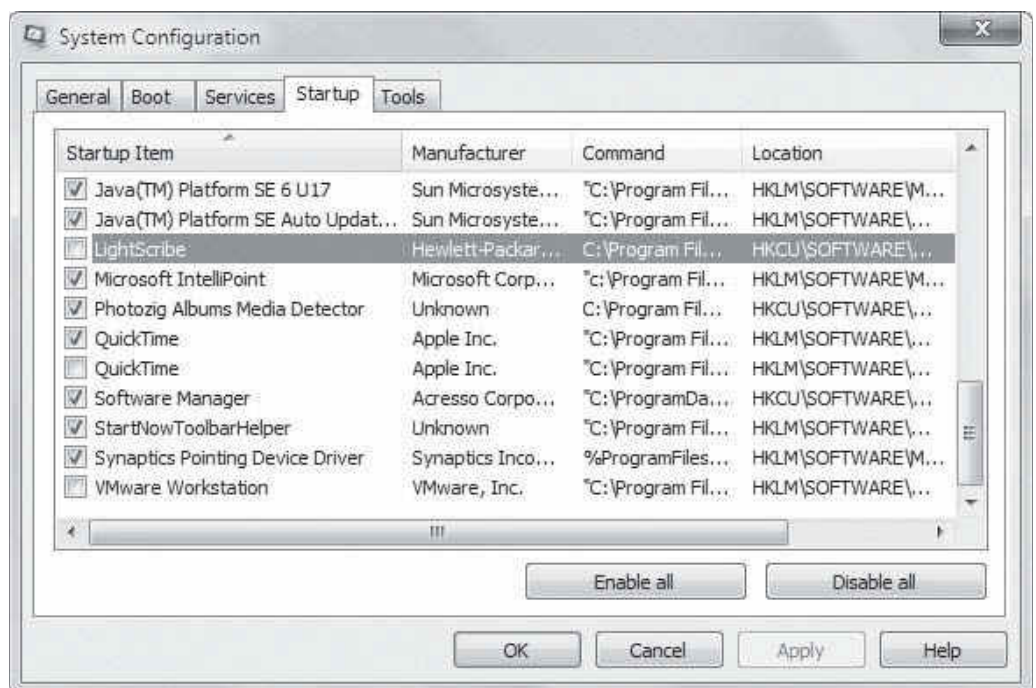 System Configuration
General Boot Services Startup Tools
Startup Item Manufacturer Command Location
Java(TM) Platform SE 6 U17 Sun Microsyste... "C:\Program Fil... HKLM\SOFTWARE\M...
Java(TM) Platform SE Auto Updat... Sun Microsyste... "C:\Program Fil... HKLM\SOFTWARE\...
LightScribe Hewlett-Packar... C:\Program Fil... HKCU\SOFTWARE\...
Microsoft IntelliPoint Microsoft Corp... "c:\Program Fil... HKLM\SOFTWARE\M...
Photozig Albums Media Detector Unknown C:\Program Fil... HKCU\SOFTWARE\...
QuickTime Apple Inc. "C:\Program Fil... HKLM\SOFTWARE\...
QuickTime Apple Inc. "C:\Program Fil... HKLM\SOFTWARE\...
Software Manager Acresso Corpo... "C:\ProgramDa... HKCU\SOFTWARE\...
StartNowToolbarHelper Unknown "C:\Program Fil... HKLM\SOFTWARE\...
Synaptics Pointing Device Driver Synaptics Inco... %ProgramFiles... HKLM\SOFTWARE\M...
VMware Workstation VMware, Inc. "C:\Program Fil... HKLM\SOFTWARE\...
Enable all Disable all
OK Cancel Apply Help